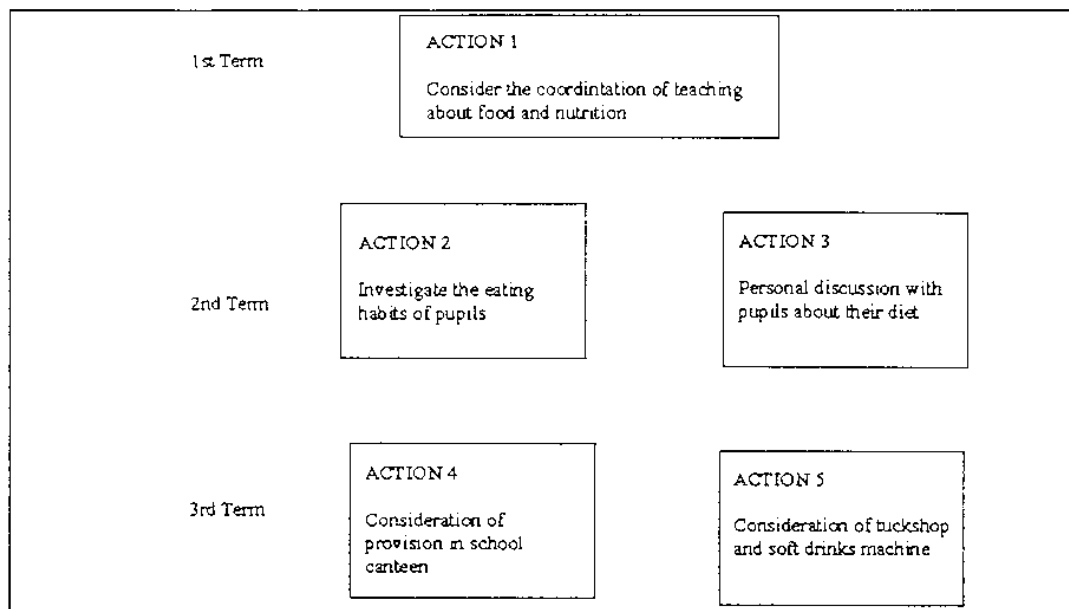 1st Term
ACTION 1
Consider the coordintation of teaching
about food and nutrition
2nd Term
ACTION 2
Investigate the eating
habits of pupils
ACTION 3
Personal discussion with
pupils about their diet
3rd Term
ACTION 4
Consideration of
provision in school
canteen
ACTION 5
Consideration of tuckshop
and soft drinks machine